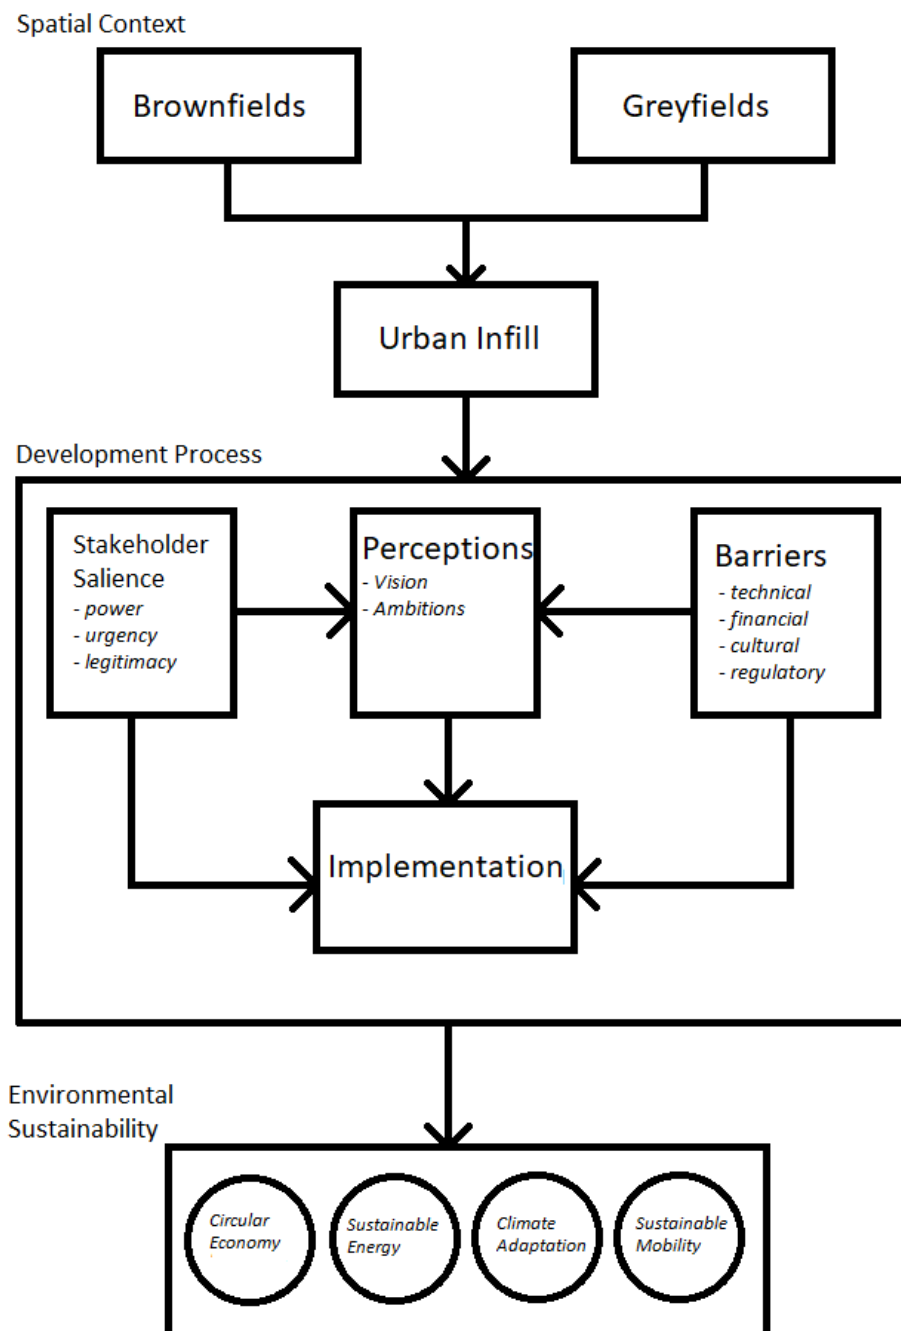 Spatial Context
Brownfields
Greyfields
Urban Infill
Development Process
Stakeholder
Salience
- power
- urgency
- legitimacy
Perceptions
- Vision
- Ambitions
Barriers
- technical
- financial
- cultural
- regulatory
Implementation
Environmental
Sustainability
Circular
Economy
Sustainable
Energy
Climate
Adaptation
Sustainable
Mobility